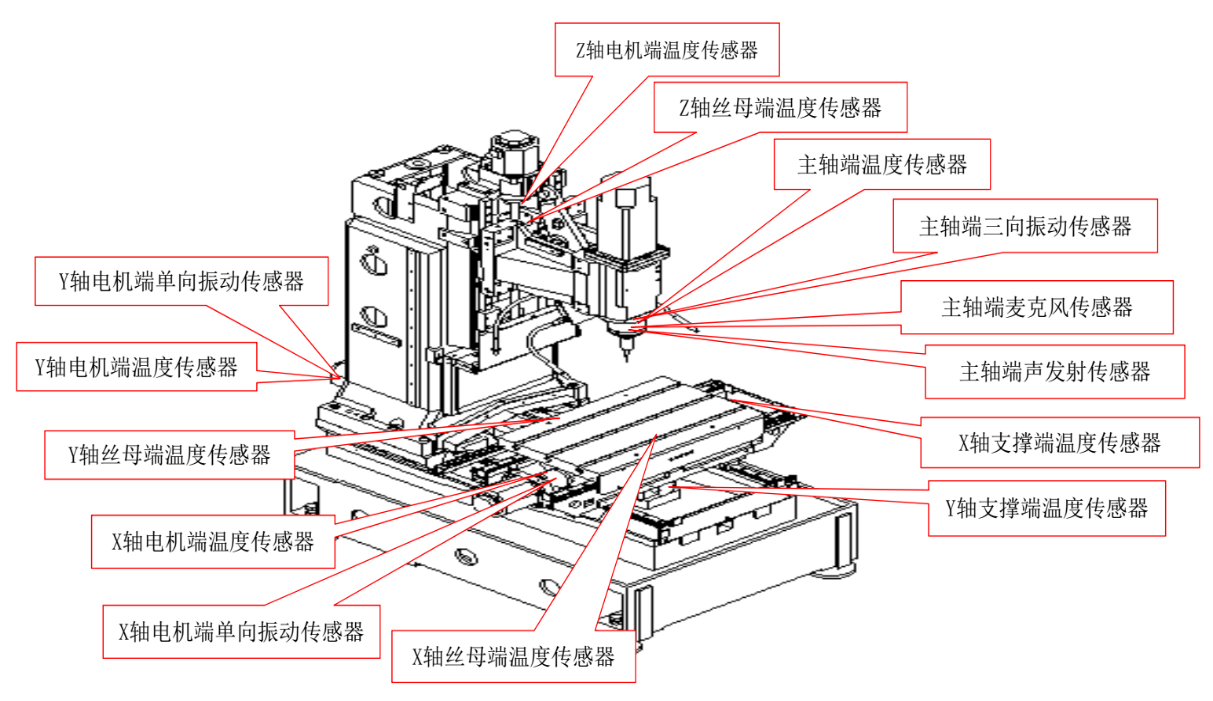 Z轴电机端温度传感器
Z轴丝母端温度传感器
主轴端温度传感器
主轴端三向振动传感器
Y轴电机端单向振动传感器
主轴端麦克风传感器
Y轴电机端温度传感器
主轴端声发射传感器
X轴支撑端温度传感器
Y轴丝母端温度传感器
Y轴支撑端温度传感器
X轴电机端温度传感器
X轴电机端单向振动传感器
X轴丝母端温度传感器